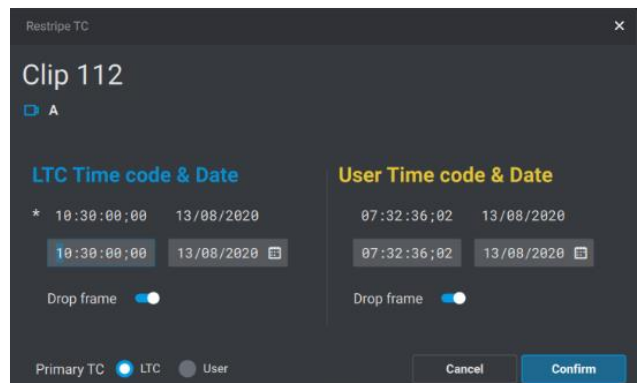 Restripe TC
Clip 112
A
LTC Time code & Date
* 10:30:00;00 13/08/2020
10:30:00;00 13/08/2020
Drop frame
User Time code & Date
07:32:36;02 13/08/2020
07:32:36;02 13/08/2020
Drop frame
Primary TC LTC User
Cancel Confirm